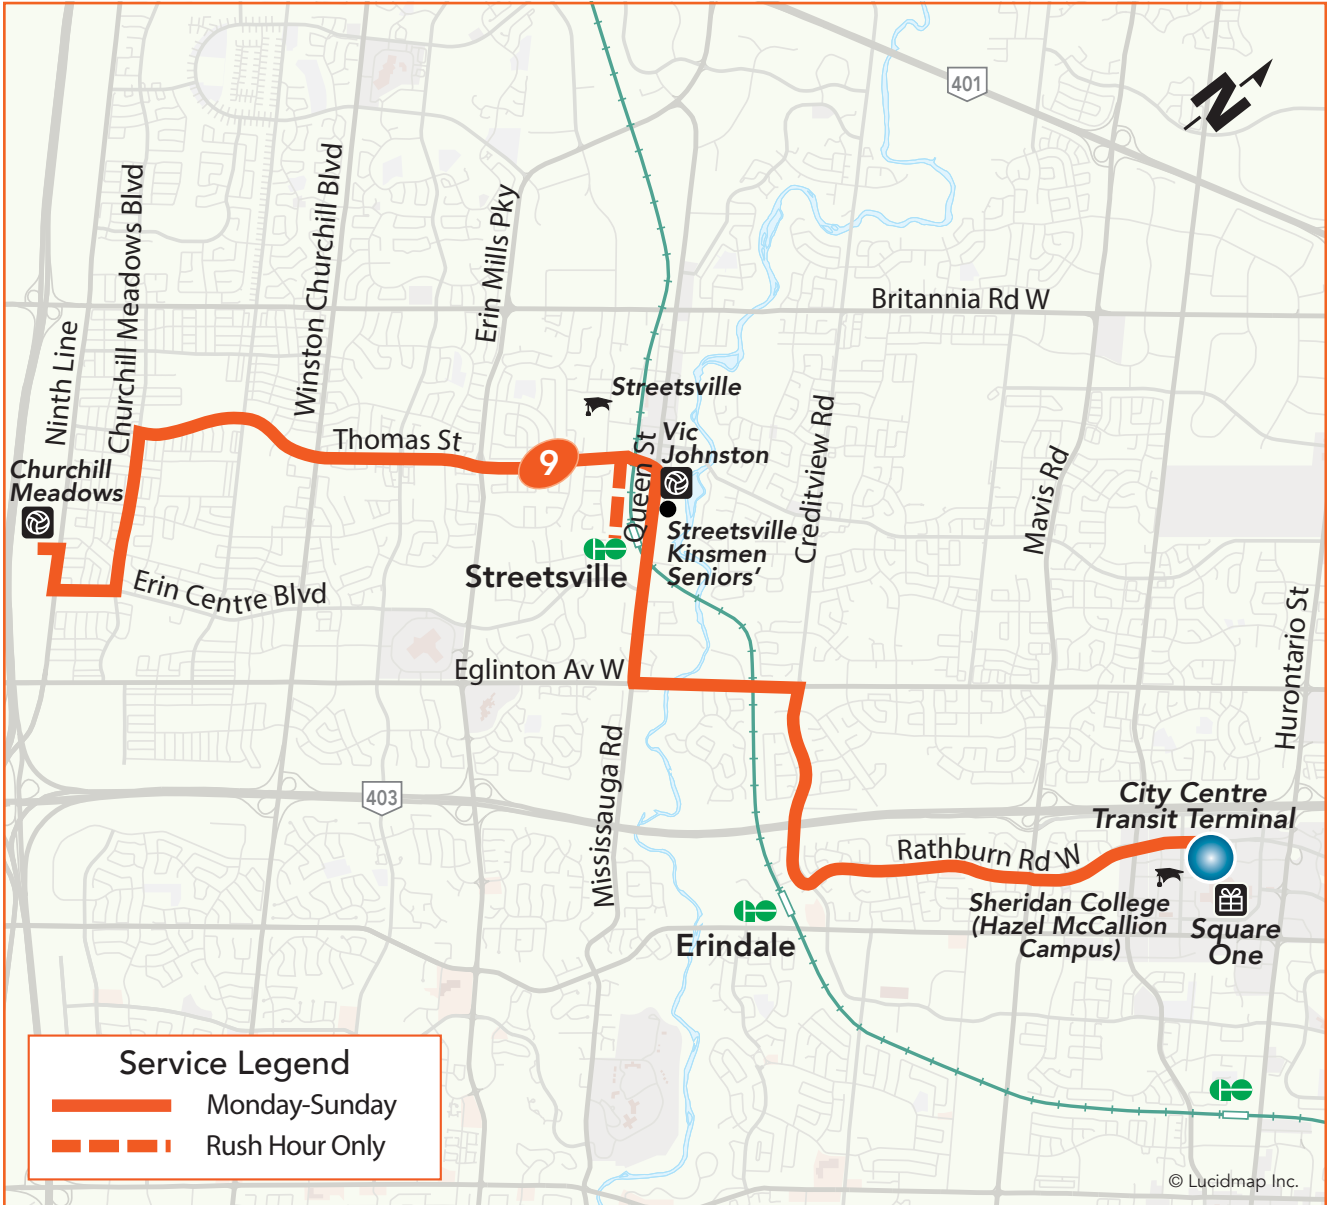 401
N
Churchill Meadows Blvd
Winston Churchill Blvd
Erin Mills Pky
Britannia Rd W
Ninth Line
Streetsville
Thomas St
9
Queen St
Vic
Johnston
Creditview Rd
Mavis Rd
Churchill
Meadows
Streetsville
Kinsmen
Seniors'
Streetsville
Erin Centre Blvd
Hurontario St
Eglinton Av W
Mississauga Rd
403
City Centre
Transit Terminal
Rathburn Rd W
Sheridan College
(Hazel McCallion
Campus)
Square
One
Erindale
Service Legend
Monday-Sunday
Rush Hour Only
© Lucidmap Inc.